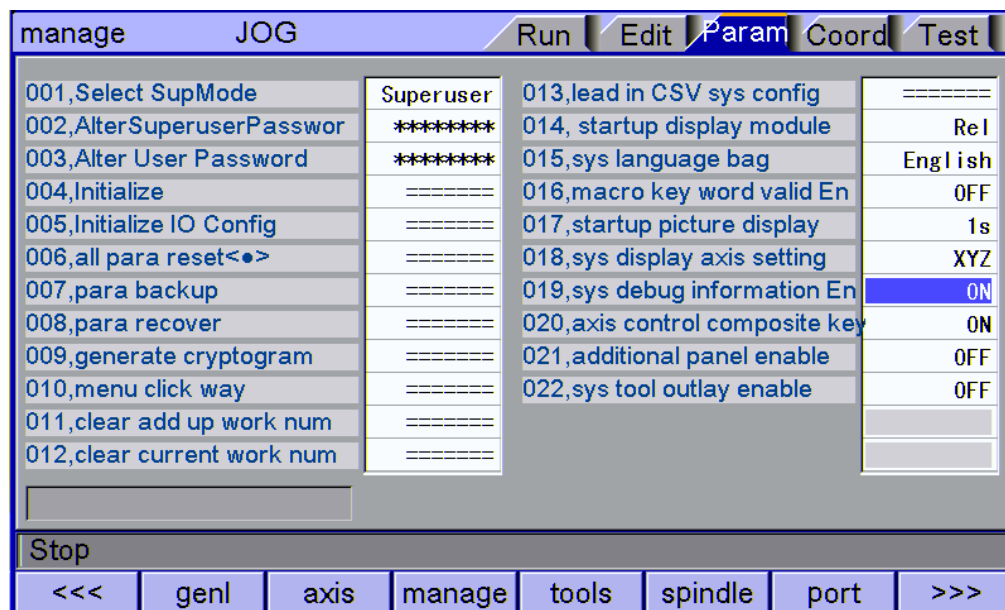 manage JOG Run Edit Param Coord Test
001,Select SupMode Superuser
002,AlterSuperuserPasswor ********
003,Alter User Password ********
004,Initialize =======
005,Initialize IO Config =======
006,all para reset<●> =======
007,para backup =======
008,para recover =======
009,generate cryptogram =======
010,menu click way =======
011,clear add up work num =======
012,clear current work num =======
013,lead in CSV sys config =======
014, startup display module Rel
015,sys language bag English
016,macro key word valid En OFF
017,startup picture display 1s
018,sys display axis setting XYZ
019,sys debug information En ON
020,axis control composite key ON
021,additional panel enable OFF
022,sys tool outlay enable OFF
Stop
<<< genl axis manage tools spindle port >>>